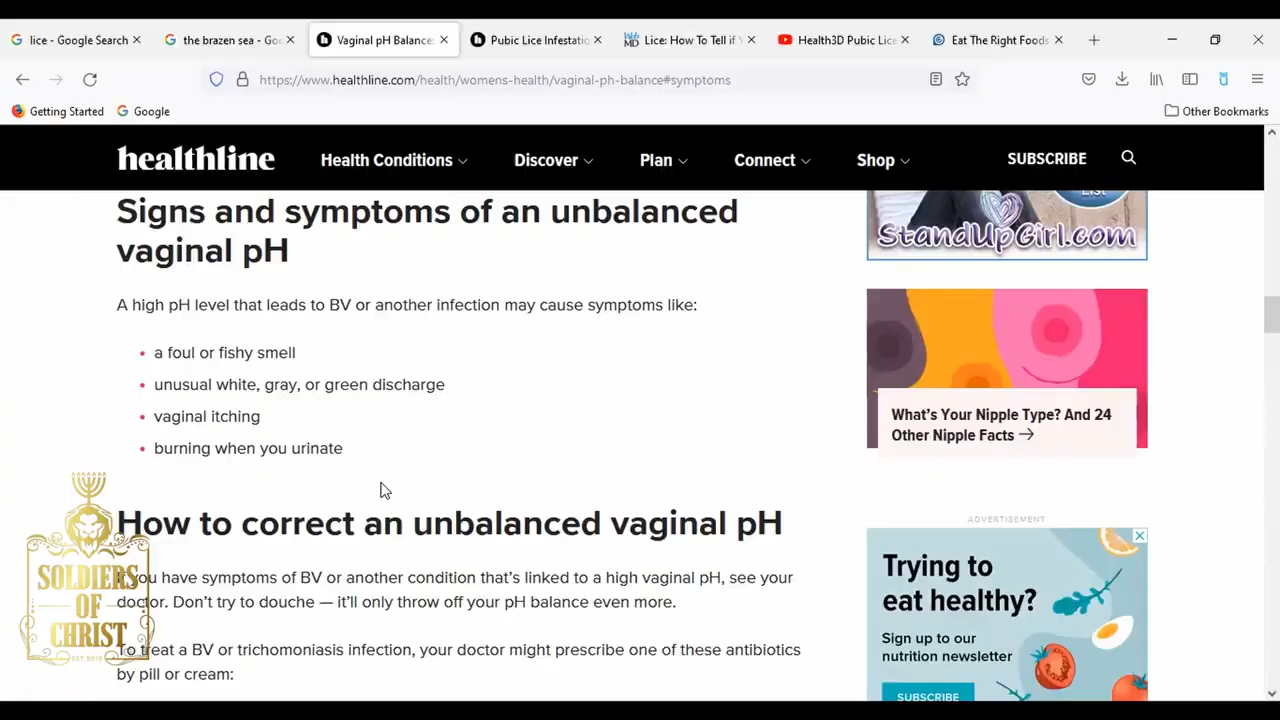 lice - Google Search
the brazen sea - Go
Vaginal pH Balance:
Pubic Lice Infestatio
Web
MD
Lice: How To Tell if Y
Health3D Pubic Lice
Eat The Right Foods
https://www.healthline.com/health/womens-health/vaginal-ph-balance#symptoms
Getting Started
Google
Other Bookmarks
healthline
Health Conditions
Discover
Plan
Connect
Shop
SUBSCRIBE
Signs and symptoms of an unbalanced
vaginal pH
A high pH level that leads to BV or another infection may cause symptoms like:
• a foul or fishy smell
• unusual white, gray, or green discharge
• vaginal itching
• burning when you urinate
How to correct an unbalanced vaginal pH
you have symptoms of BV or another condition that's linked to a high vaginal pH, see your
doctor. Don't try to douche — it'll only throw off your pH balance even more.
To treat a BV or trichomoniasis infection, your doctor might prescribe one of these antibiotics
by pill or cream:
SOLDIERS
OF
CHRIST
EST 2015
LIST
StandUpGirl.com
What's Your Nipple Type? And 24
Other Nipple Facts →
ADVERTISEMENT
Trying to
eat healthy?
Sign up to our
nutrition newsletter
SUBSCRIBE